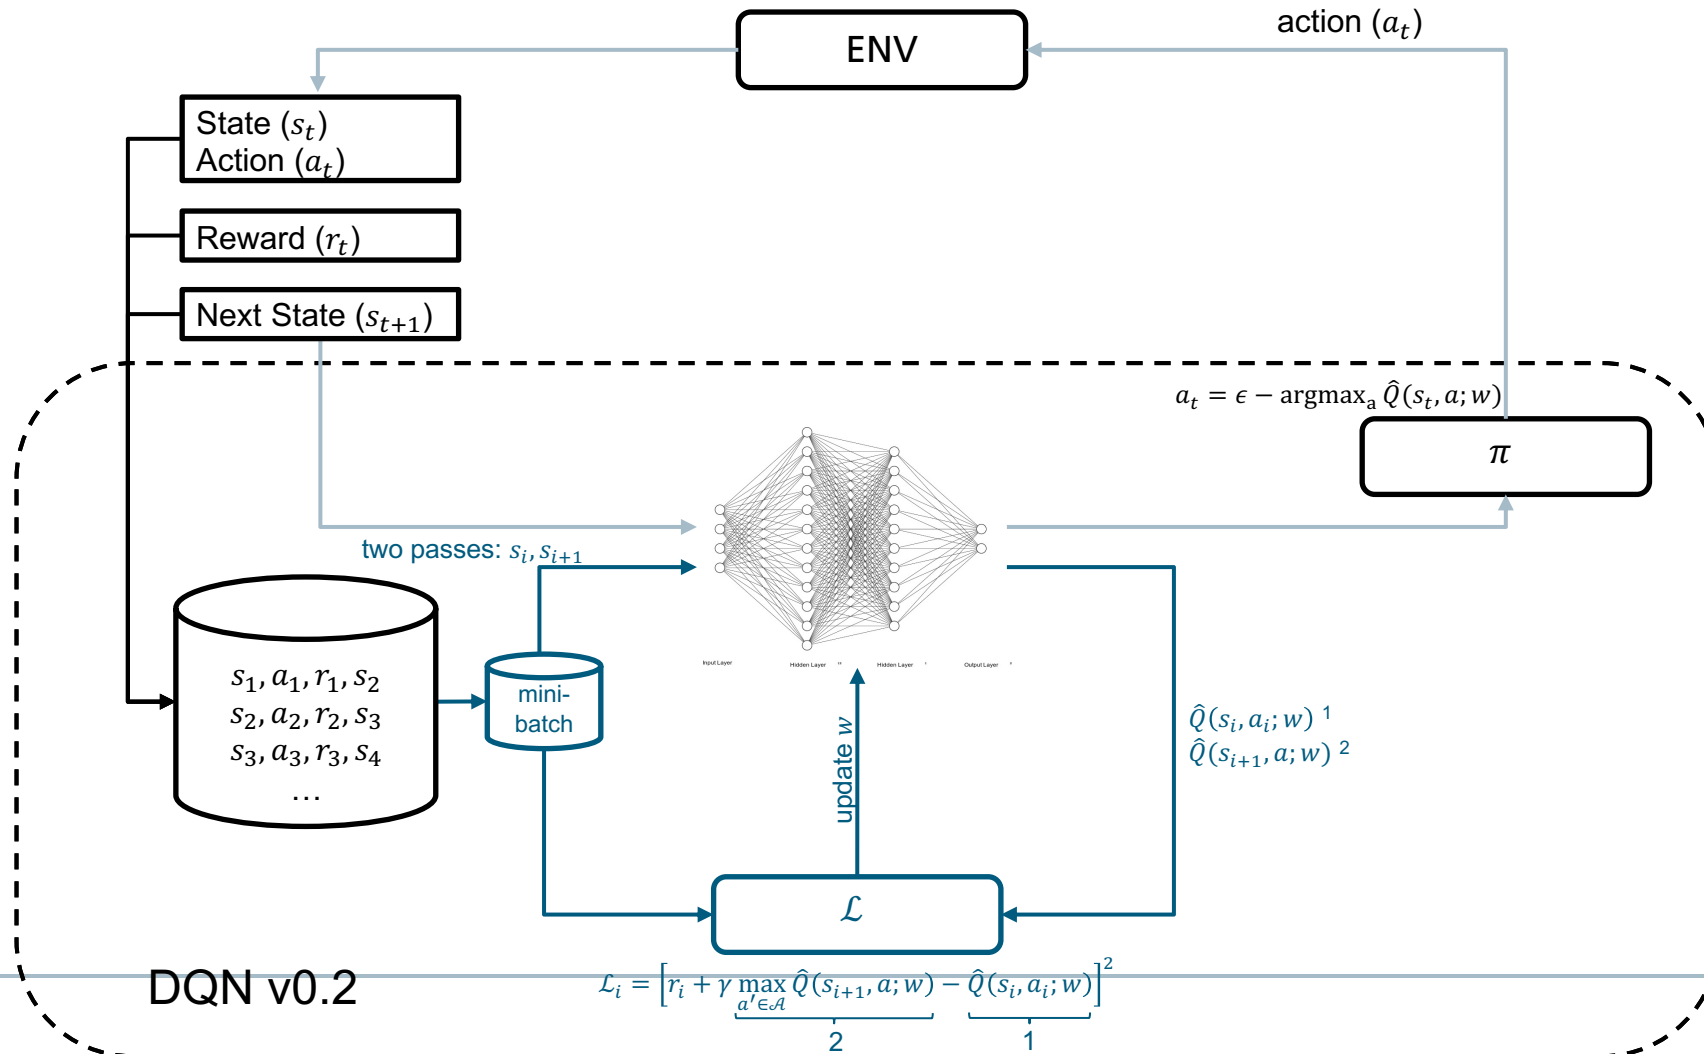 action (a_t)
ENV
State (s_t)
Action (a_t)
Reward (r_t)
Next State (s_{t+1})
a_t = ϵ − argmax_a Q̂(s_t, a; w)
π
two passes: s_i, s_{i+1}
Input Layer
Hidden Layer
Hidden Layer
Output Layer
s_1, a_1, r_1, s_2
s_2, a_2, r_2, s_3
s_3, a_3, r_3, s_4
…
mini-
batch
update w
Q̂(s_i, a_i; w) ¹
Q̂(s_{i+1}, a; w) ²
ℒ
DQN v0.2
ℒ_i = [r_i + γ max_{a′∈𝒜} Q̂(s_{i+1}, a; w) − Q̂(s_i, a_i; w)]²
2
1